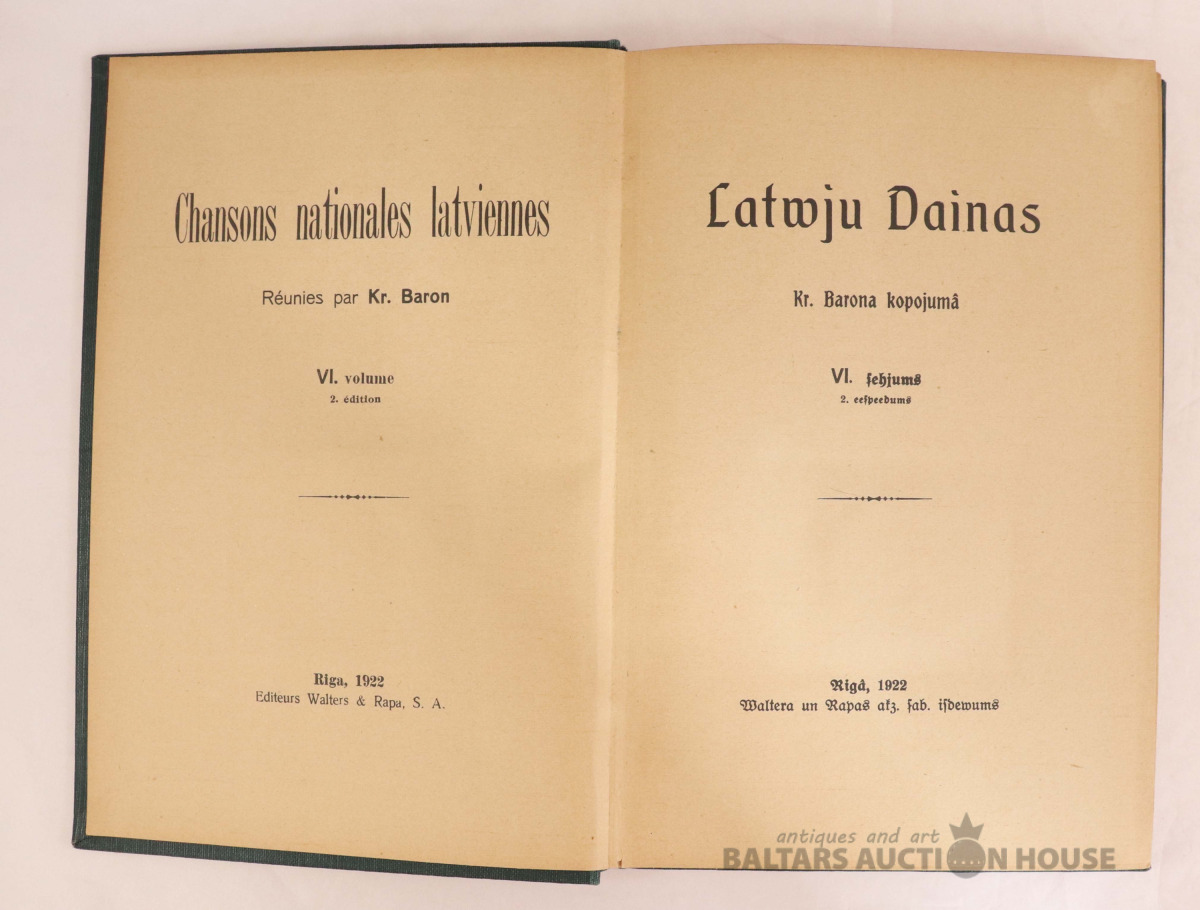 Chansons nationales latviennes
Réunies par Kr. Baron
VI. volume
2. édition
Riga, 1922
Editeurs Walters & Rapa, S. A.
Latwju Dainas
Kr. Barona kopojumâ
VI. ſehjums
2. eeſpeedums
Rigâ, 1922
Waltera un Rapas akz. ſab. iſdewums
antiques and art
BALTARS AUCTION HOUSE